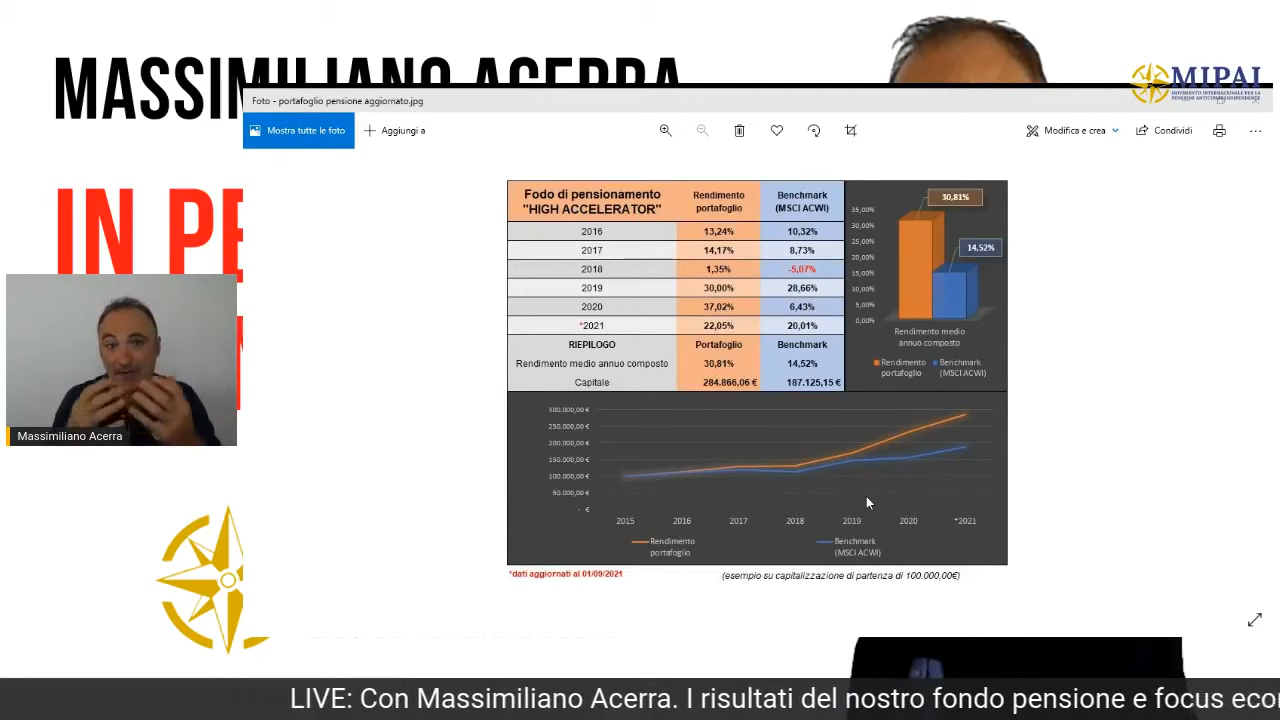 MASSIMILIANO ACERRA
MIPAI
MOVIMENTO INTERNAZIONALE PER LA
PENSIONE ANTICIPATA INDIPENDENTE
Foto - portafoglio pensione aggiornato.jpg
Mostra tutte le foto
Aggiungi a
Modifica e crea
Condividi
IN PE
Fodo di pensionamento
"HIGH ACCELERATOR"
Rendimento
portafoglio
Benchmark
(MSCI ACWI)
2016 13,24% 10,32%
2017 14,17% 8,73%
2018 1,35% -5,07%
2019 30,00% 28,66%
2020 37,02% 6,43%
*2021 22,05% 20,01%
RIEPILOGO Portafoglio Benchmark
Rendimento medio annuo composto 30,81% 14,52%
Capitale 284.866,06 € 187.125,15 €
30,81%
14,52%
35,00%
30,00%
25,00%
20,00%
15,00%
10,00%
5,00%
0,00%
Rendimento medio
annuo composto
Rendimento
portafoglio
Benchmark
(MSCI ACWI)
300.000,00 €
250.000,00 €
200.000,00 €
150.000,00 €
100.000,00 €
50.000,00 €
- €
2015 2016 2017 2018 2019 2020 *2021
Rendimento
portafoglio
Benchmark
(MSCI ACWI)
*dati aggiornati al 01/09/2021
(esempio su capitalizzazione di partenza di 100.000,00€)
Massimiliano Acerra
LIVE: Con Massimiliano Acerra. I risultati del nostro fondo pensione e focus econ